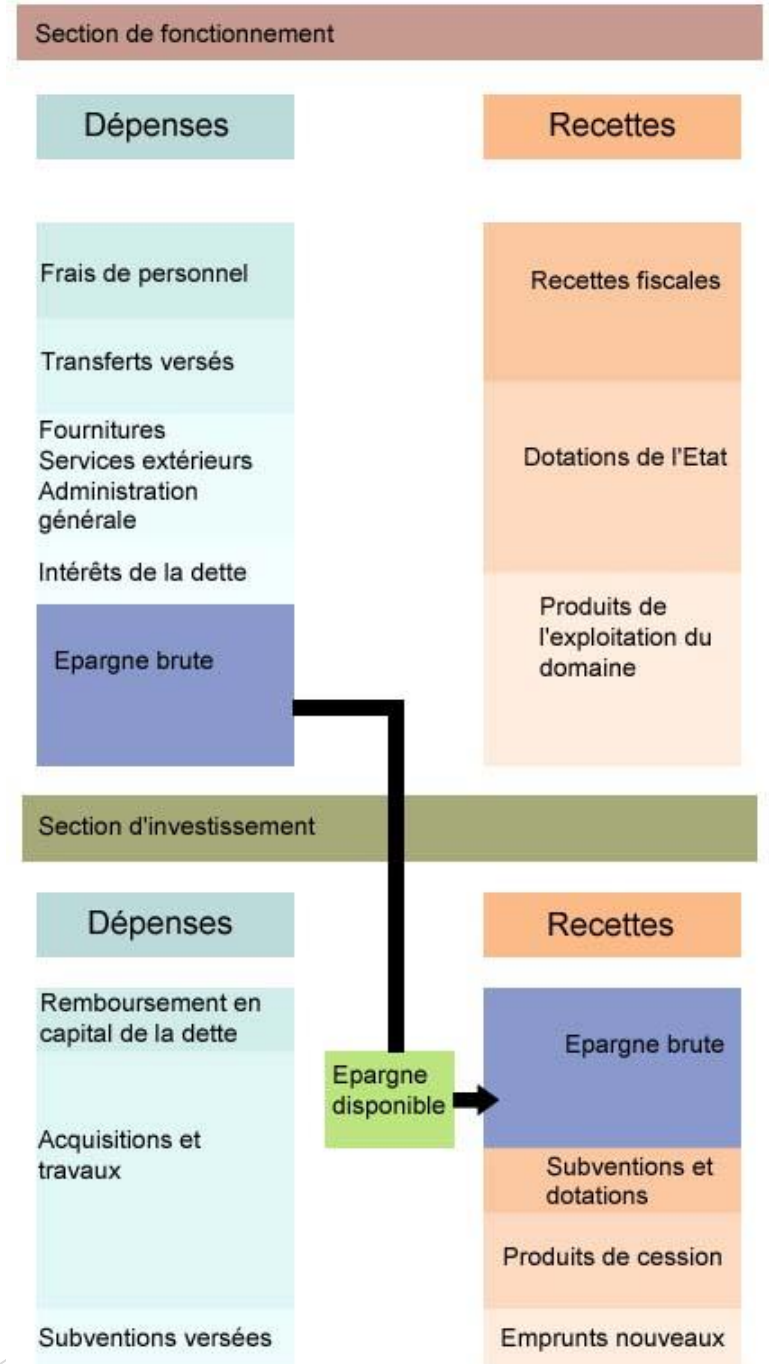 Section de fonctionnement
Dépenses
Recettes
Frais de personnel
Transferts versés
Fournitures
Services extérieurs
Administration
générale
Intérêts de la dette
Epargne brute
Recettes fiscales
Dotations de l'Etat
Produits de
l'exploitation du
domaine
Section d'investissement
Dépenses
Recettes
Remboursement en
capital de la dette
Acquisitions et
travaux
Subventions versées
Epargne
disponible
Epargne brute
Subventions et
dotations
Produits de cession
Emprunts nouveaux